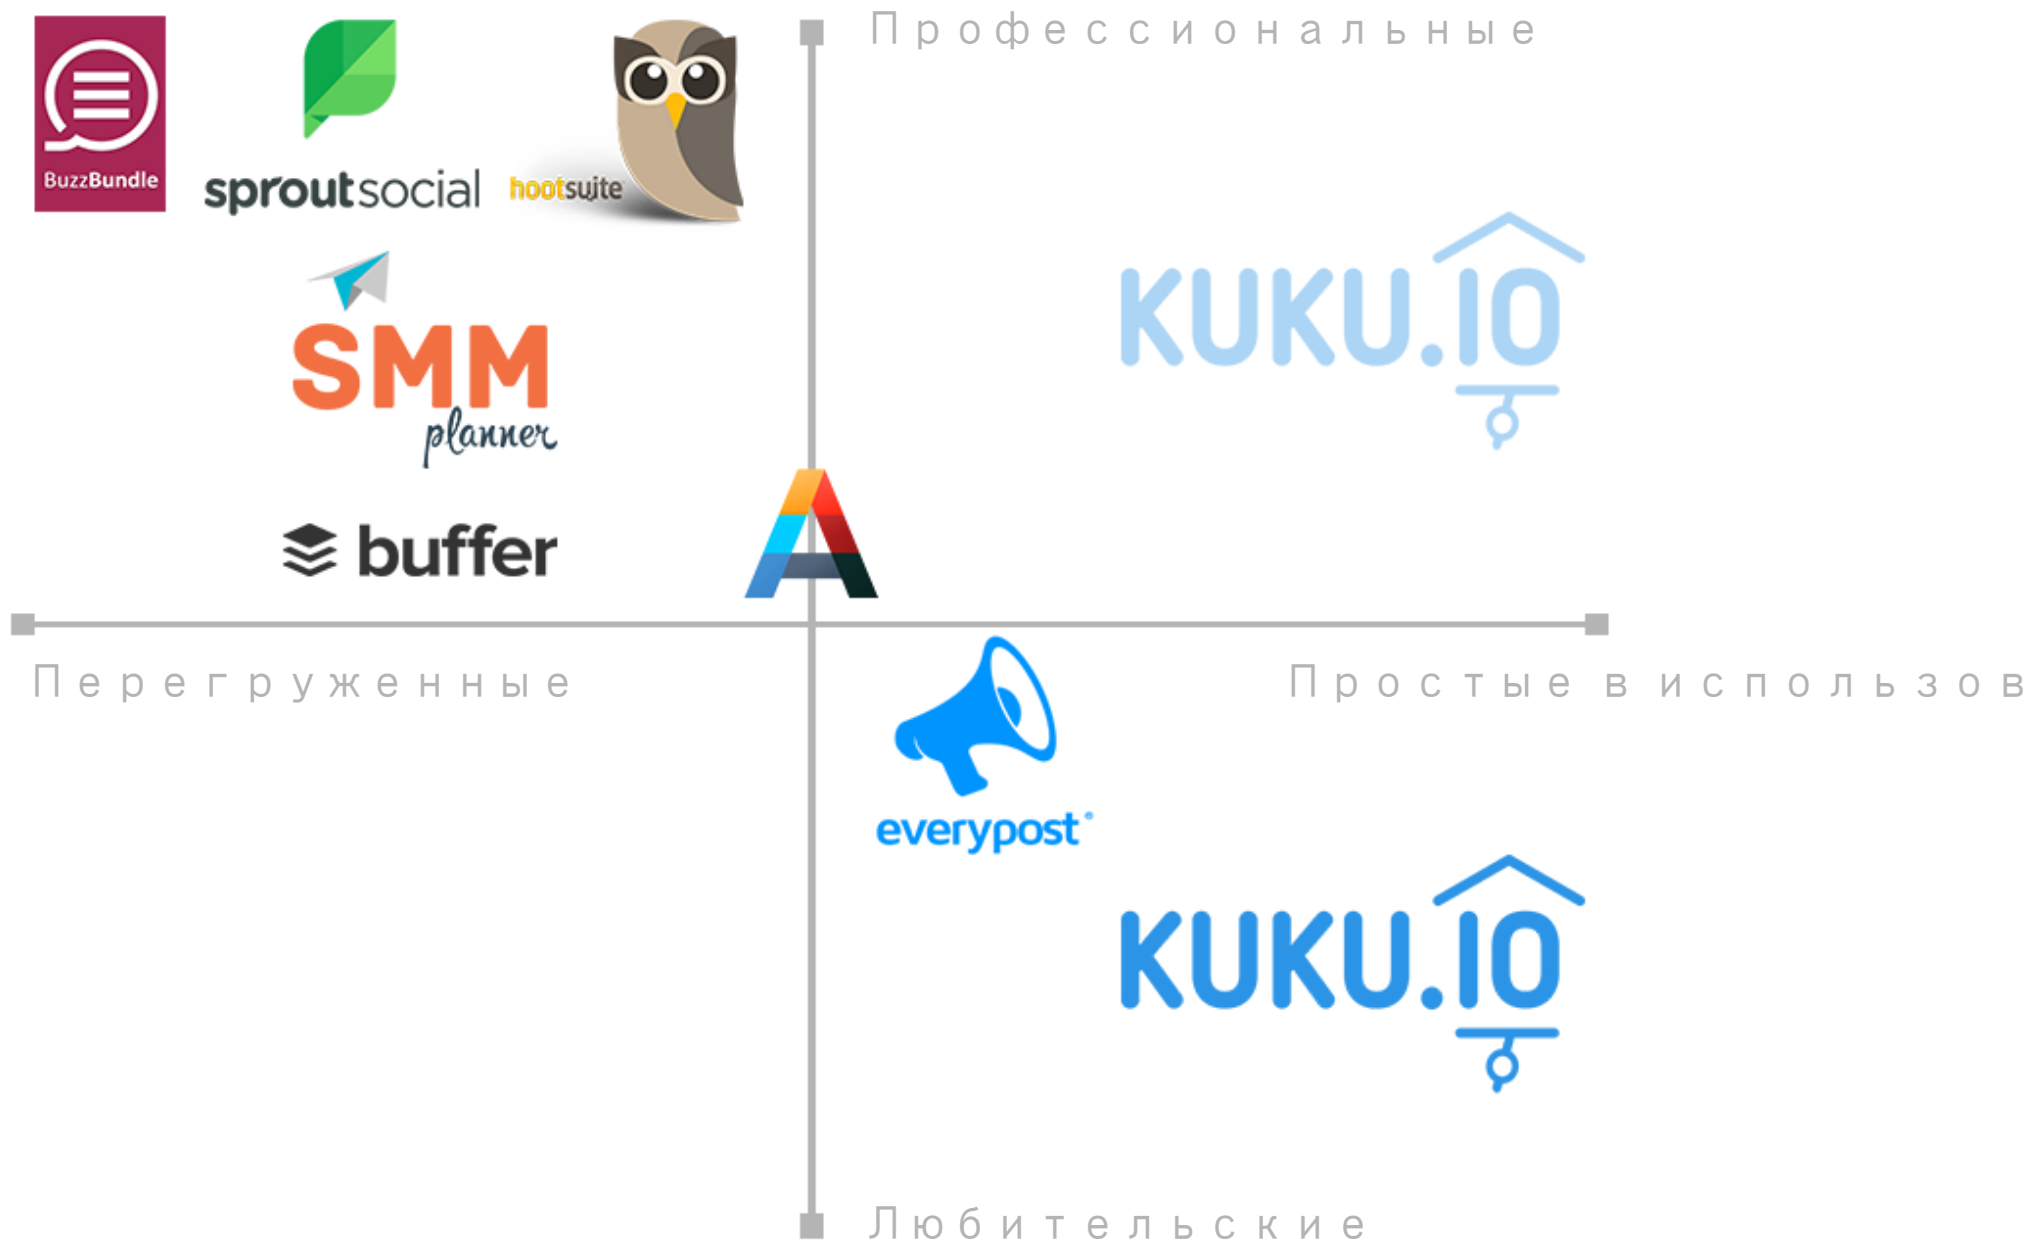 Профессиональные
BuzzBundle
sproutsocial
hootsuite
KUKU.IO
SMM
planner
buffer
Перегруженные
Простые в использов
everypost®
KUKU.IO
Любительские